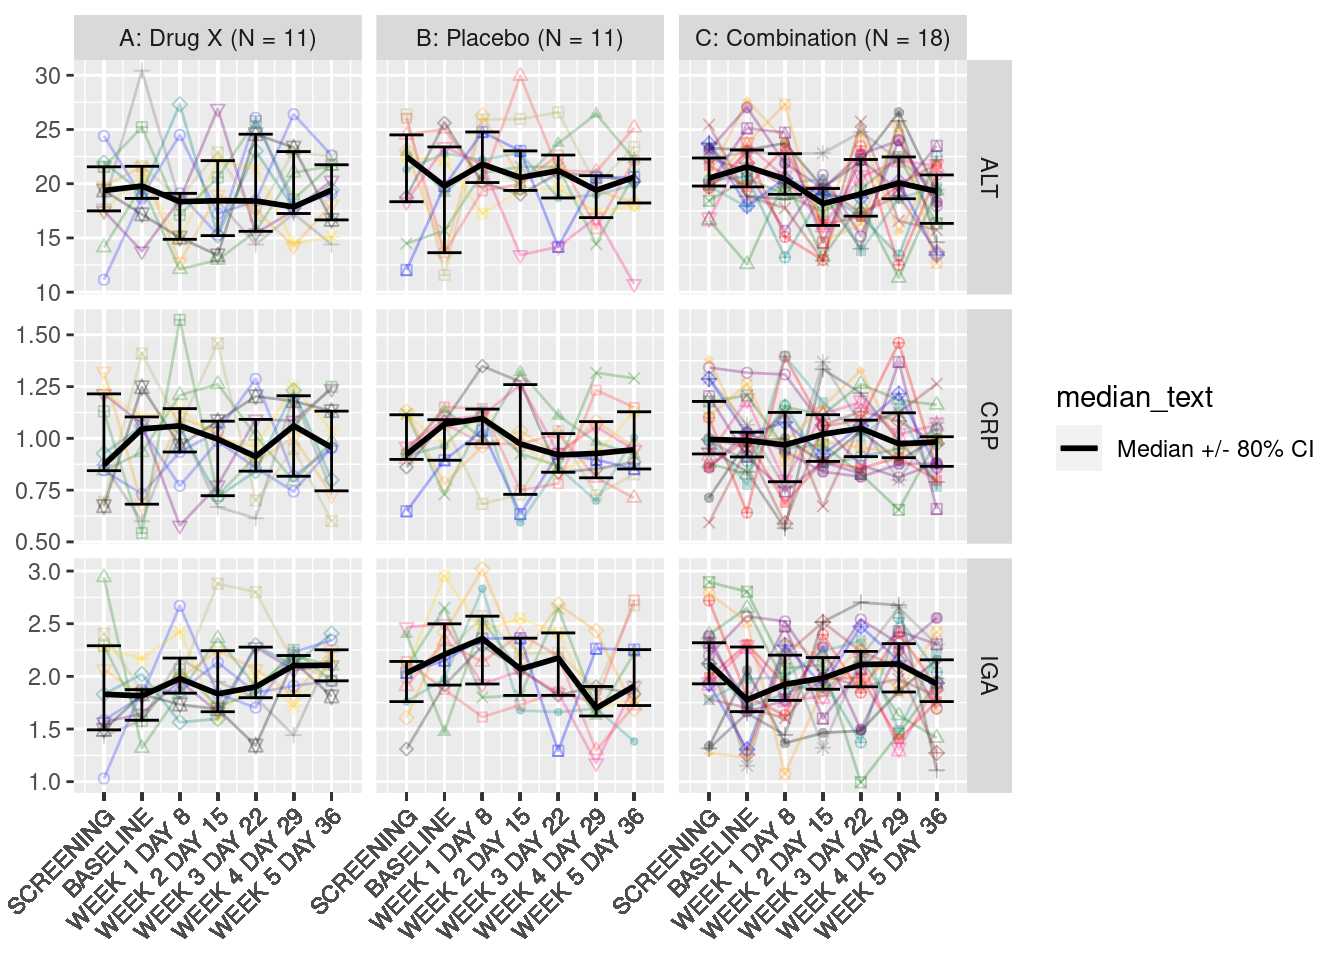 A: Drug X (N = 11)
B: Placebo (N = 11)
C: Combination (N = 18)
30
25
20
15
10
ALT
1.50
1.25
1.00
0.75
0.50
CRP
3.0
2.5
2.0
1.5
1.0
IGA
SCREENING
BASELINE
WEEK 1 DAY 8
WEEK 2 DAY 15
WEEK 3 DAY 22
WEEK 4 DAY 29
WEEK 5 DAY 36
SCREENING
BASELINE
WEEK 1 DAY 8
WEEK 2 DAY 15
WEEK 3 DAY 22
WEEK 4 DAY 29
WEEK 5 DAY 36
SCREENING
BASELINE
WEEK 1 DAY 8
WEEK 2 DAY 15
WEEK 3 DAY 22
WEEK 4 DAY 29
WEEK 5 DAY 36
median_text
Median +/- 80% CI